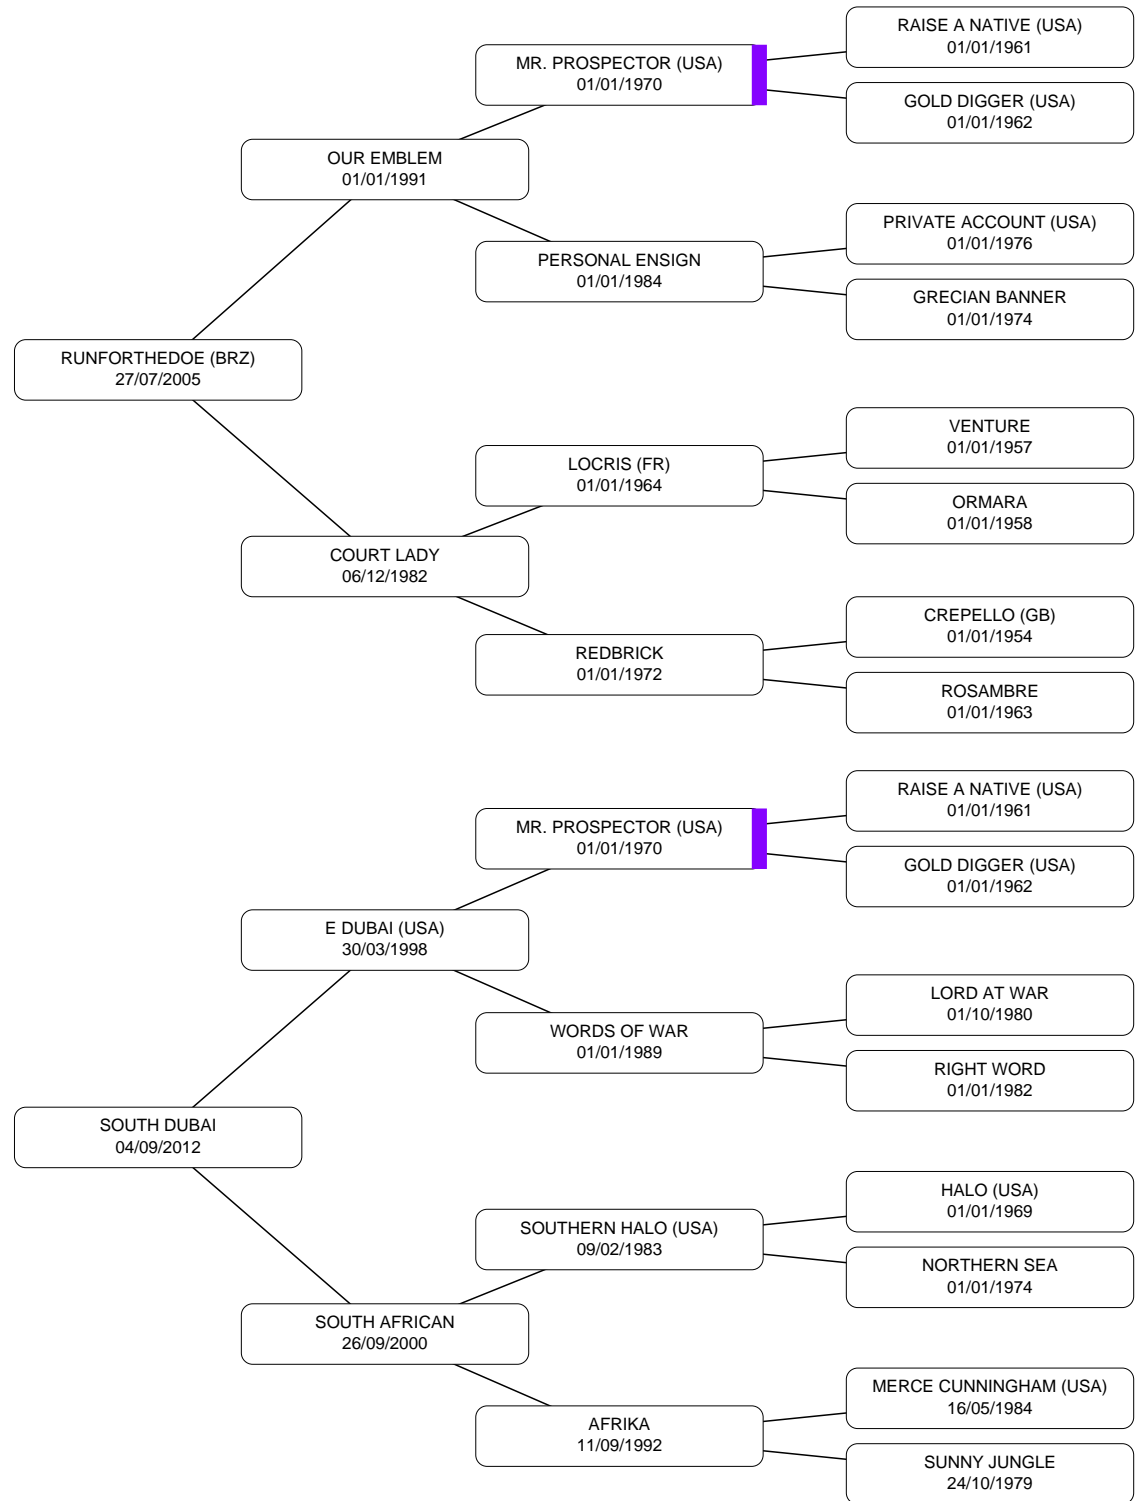 RAISE A NATIVE (USA)
01/01/1961
MR. PROSPECTOR (USA)
01/01/1970
GOLD DIGGER (USA)
01/01/1962
OUR EMBLEM
01/01/1991
PRIVATE ACCOUNT (USA)
01/01/1976
PERSONAL ENSIGN
01/01/1984
GRECIAN BANNER
01/01/1974
RUNFORTHEDOE (BRZ)
27/07/2005
VENTURE
01/01/1957
LOCRIS (FR)
01/01/1964
ORMARA
01/01/1958
COURT LADY
06/12/1982
CREPELLO (GB)
01/01/1954
REDBRICK
01/01/1972
ROSAMBRE
01/01/1963
RAISE A NATIVE (USA)
01/01/1961
MR. PROSPECTOR (USA)
01/01/1970
GOLD DIGGER (USA)
01/01/1962
E DUBAI (USA)
30/03/1998
LORD AT WAR
01/10/1980
WORDS OF WAR
01/01/1989
RIGHT WORD
01/01/1982
SOUTH DUBAI
04/09/2012
HALO (USA)
01/01/1969
SOUTHERN HALO (USA)
09/02/1983
NORTHERN SEA
01/01/1974
SOUTH AFRICAN
26/09/2000
MERCE CUNNINGHAM (USA)
16/05/1984
AFRIKA
11/09/1992
SUNNY JUNGLE
24/10/1979